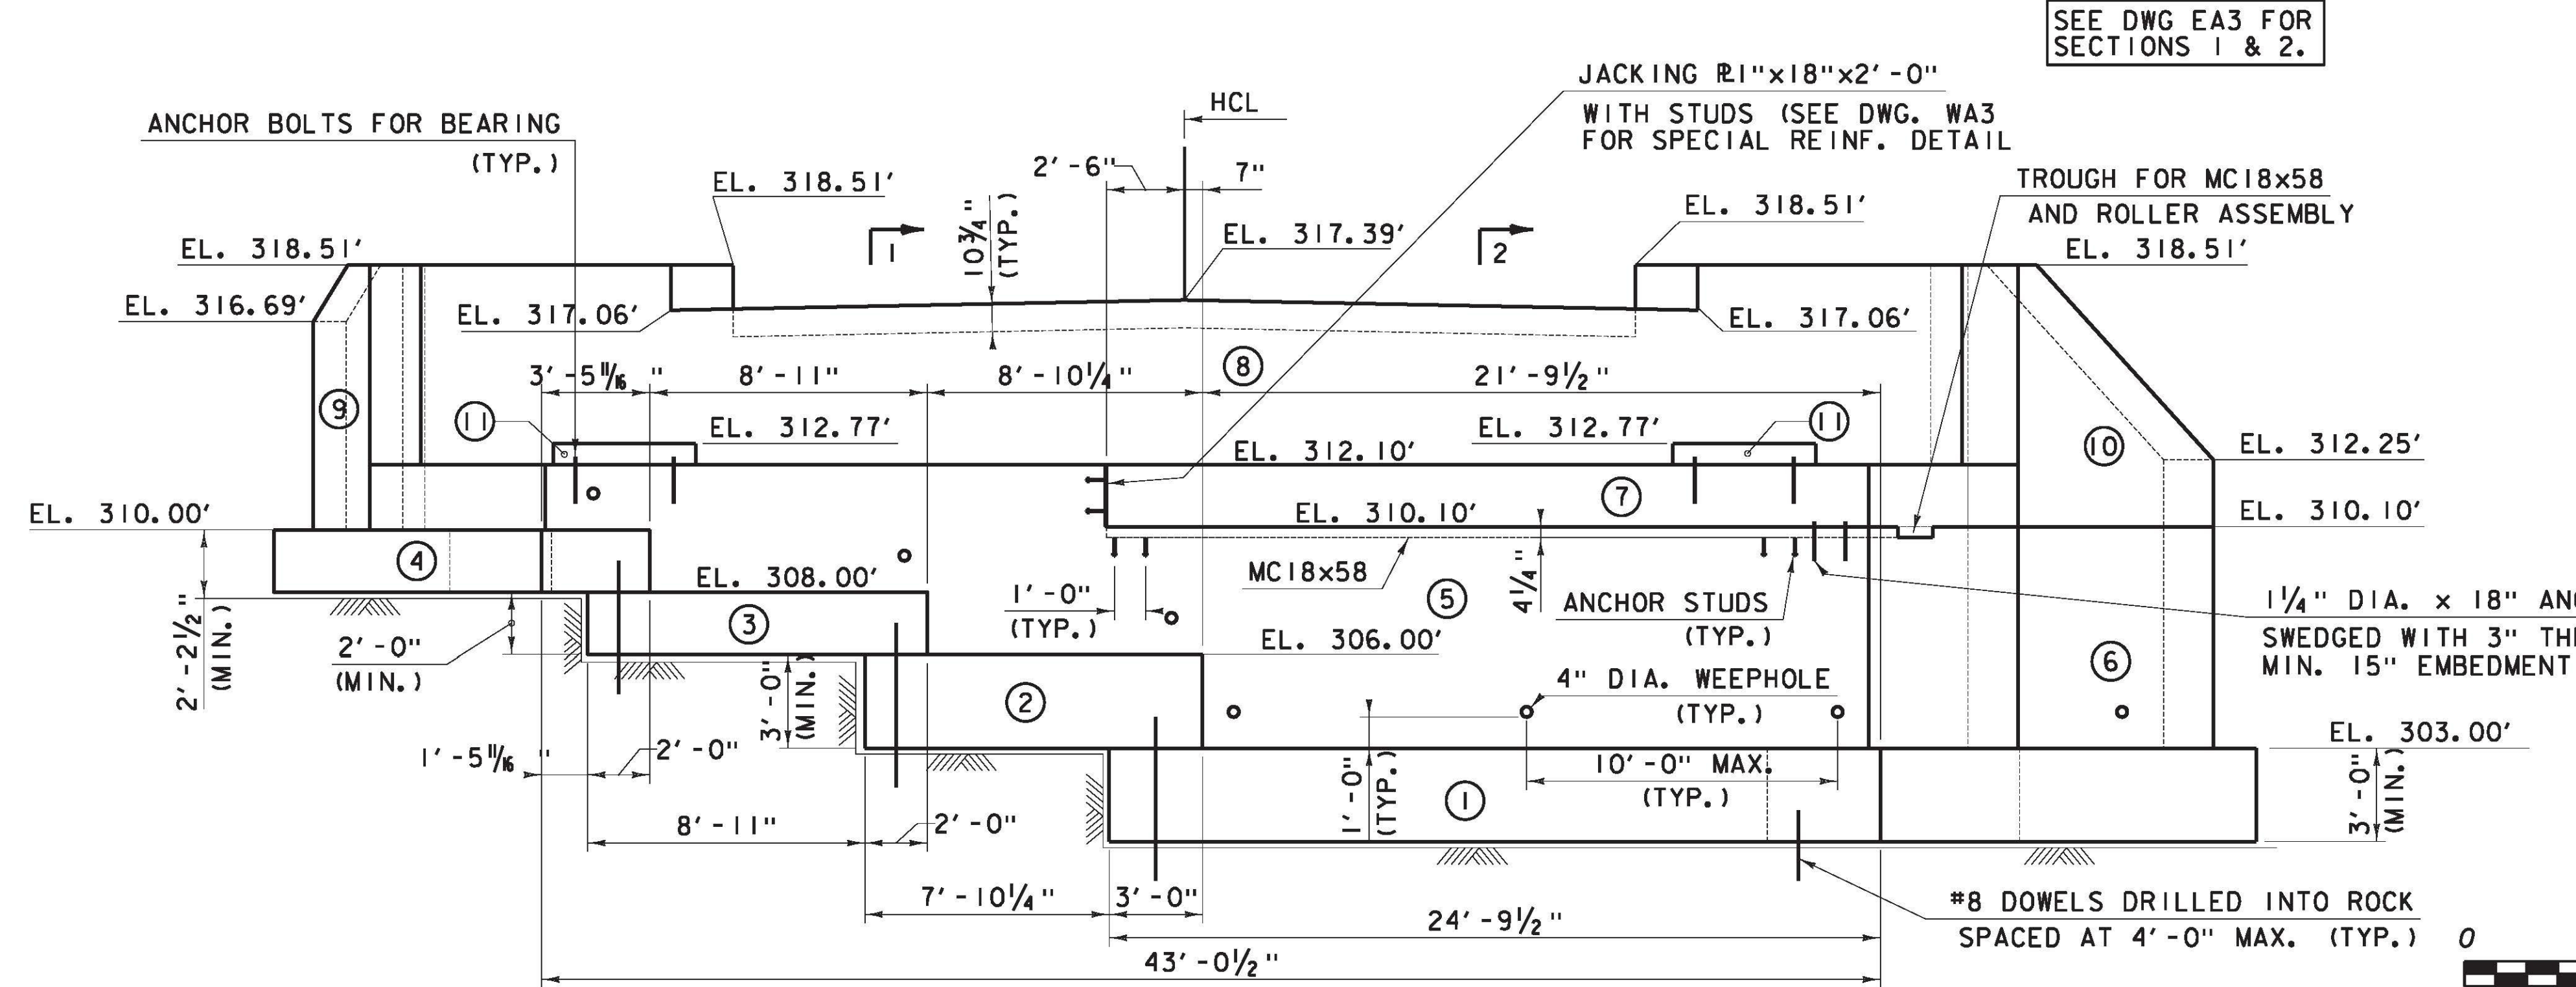 SEE DWG EA3 FOR
SECTIONS 1 & 2.
JACKING ℙL1"x18"x2'-0"
WITH STUDS (SEE DWG. WA3
FOR SPECIAL REINF. DETAIL
HCL
ANCHOR BOLTS FOR BEARING
(TYP.)
2'-6"
7"
TROUGH FOR MC18x58
AND ROLLER ASSEMBLY
EL. 318.51'
EL. 318.51'
10¾"
(TYP.)
1
EL. 317.39'
2
EL. 318.51'
EL. 318.51'
EL. 316.69'
EL. 317.06'
EL. 317.06'
3'-5 11/16"
8'-11"
8'-10¼"
8
21'-9½"
9
11
EL. 312.77'
EL. 312.77'
11
10
EL. 312.10'
EL. 312.25'
7
EL. 310.00'
EL. 310.10'
EL. 310.10'
4
EL. 308.00'
MC18x58
5
4¼"
2'-2½"
(MIN.)
3
1'-0"
(TYP.)
ANCHOR STUDS
(TYP.)
1¼" DIA. x 18"
SWEDGED WITH 3"
MIN. 15" EMBEDMENT
2'-0"
(MIN.)
EL. 306.00'
6
3'-0"
(MIN.)
2
4" DIA. WEEPHOLE
(TYP.)
1'-5 11/16"
2'-0"
EL. 303.00'
1'-0"
(TYP.)
10'-0" MAX.
(TYP.)
1
3'-0"
(MIN.)
8'-11"
2'-0"
7'-10¼"
3'-0"
#8 DOWELS DRILLED INTO ROCK
SPACED AT 4'-0" MAX. (TYP.)
24'-9½"
0
43'-0½"